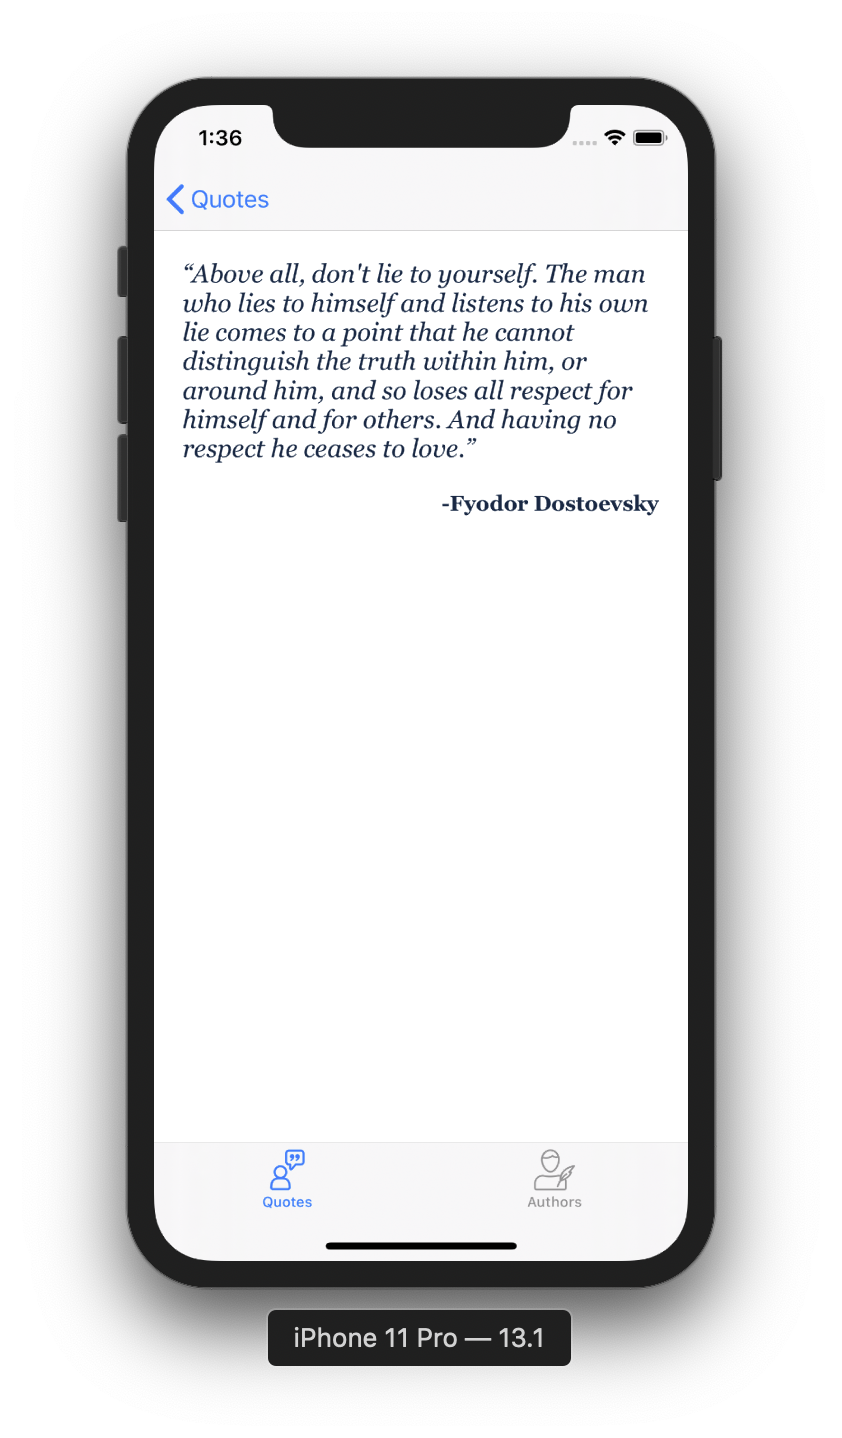 1:36
Quotes
“Above all, don't lie to yourself. The man
who lies to himself and listens to his own
lie comes to a point that he cannot
distinguish the truth within him, or
around him, and so loses all respect for
himself and for others. And having no
respect he ceases to love.”
-Fyodor Dostoevsky
Quotes
Authors
iPhone 11 Pro — 13.1